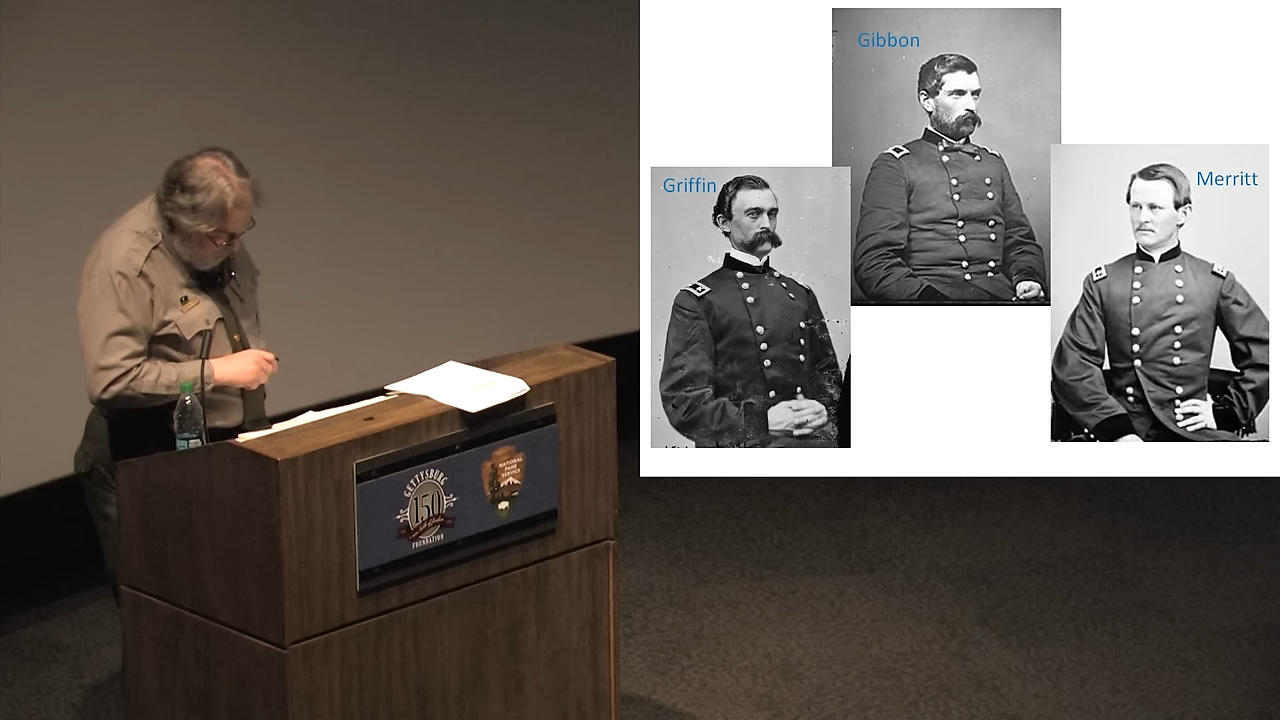 Gibbon
Griffin
Merritt
GETTYSBURG
150
FOUNDATION
NATIONAL
PARK
SERVICE